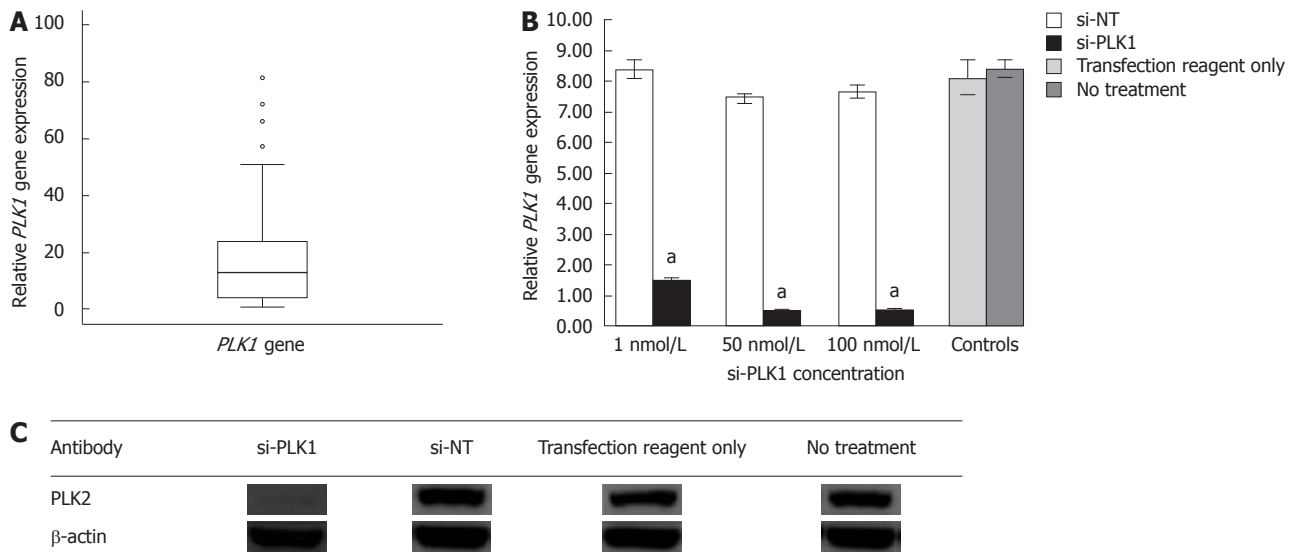 A
Relative PLK1 gene expression
100
80
60
40
20
0
PLK1 gene
B
Relative PLK1 gene expression
10.00
9.00
8.00
7.00
6.00
5.00
4.00
3.00
2.00
1.00
0.00
a
a
a
1 nmol/L 50 nmol/L 100 nmol/L Controls
si-PLK1 concentration
si-NT
si-PLK1
Transfection reagent only
No treatment
C
Antibody si-PLK1 si-NT Transfection reagent only No treatment
PLK2
β-actin